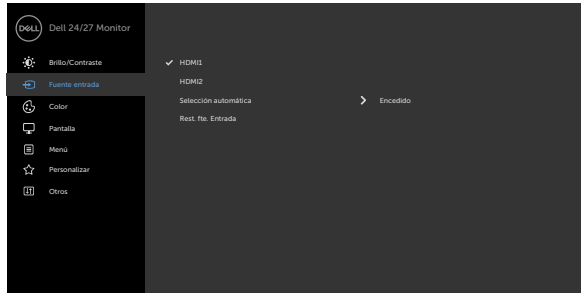 DELL Dell 24/27 Monitor
Brillo/Contraste
Fuente entrada
Color
Pantalla
Menú
Personalizar
Otros
HDMI1
HDMI2
Selección automática Encedido
Rest. fte. Entrada